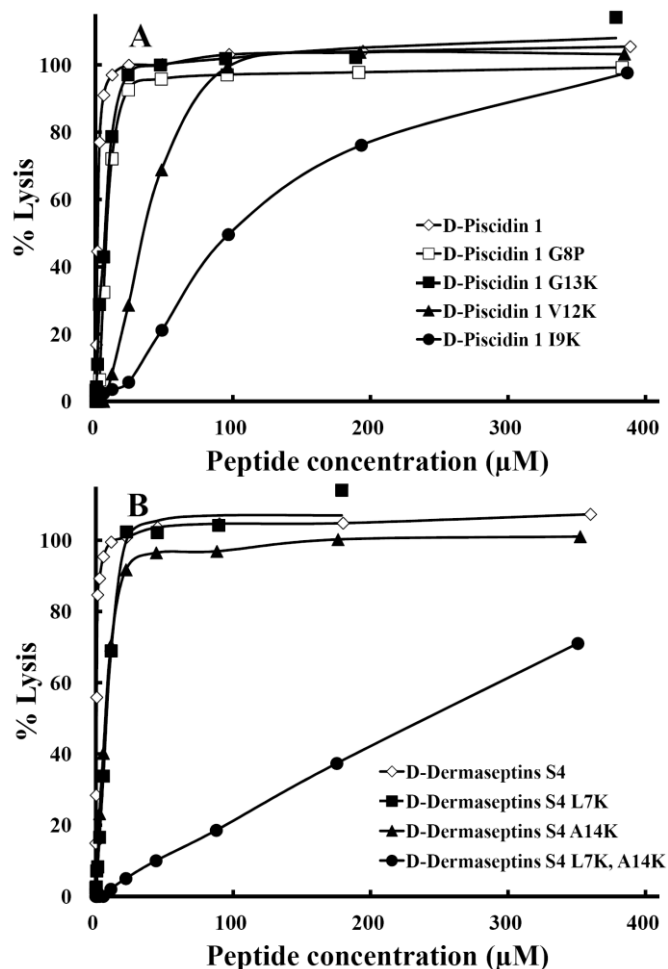 A
100
80
60
40
20
0
% Lysis
D-Piscidin 1
D-Piscidin 1 G8P
D-Piscidin 1 G13K
D-Piscidin 1 V12K
D-Piscidin 1 I9K
0 100 200 300 400
Peptide concentration (µM)
B
100
80
60
40
20
0
% Lysis
D-Dermaseptins S4
D-Dermaseptins S4 L7K
D-Dermaseptins S4 A14K
D-Dermaseptins S4 L7K, A14K
0 100 200 300 400
Peptide concentration (µM)